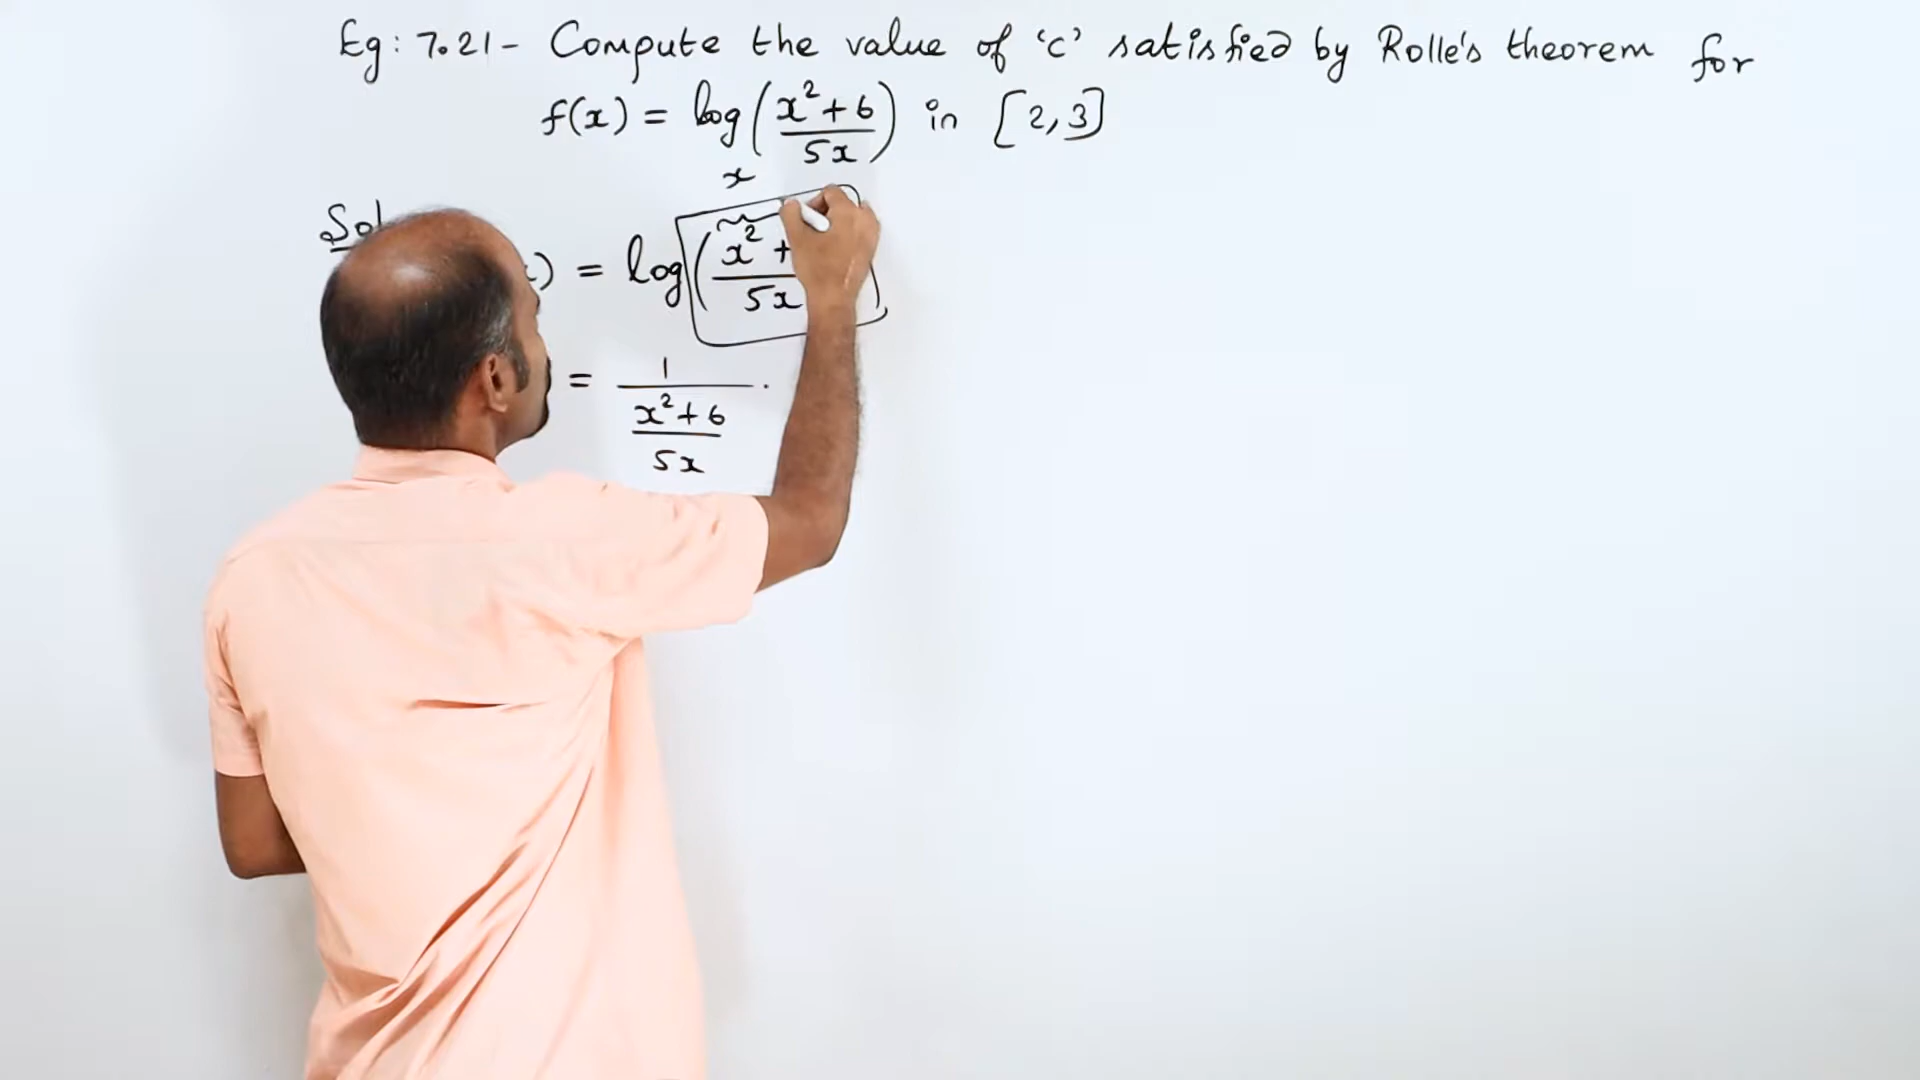 Eg: 7.21- Compute the value of 'c' satisfied by Rolle's theorem for
f(x) = log(x²+6 / 5x) in [2,3]
x
Sol
) = log(x²+ / 5x
= 1 / (x²+6 / 5x) .